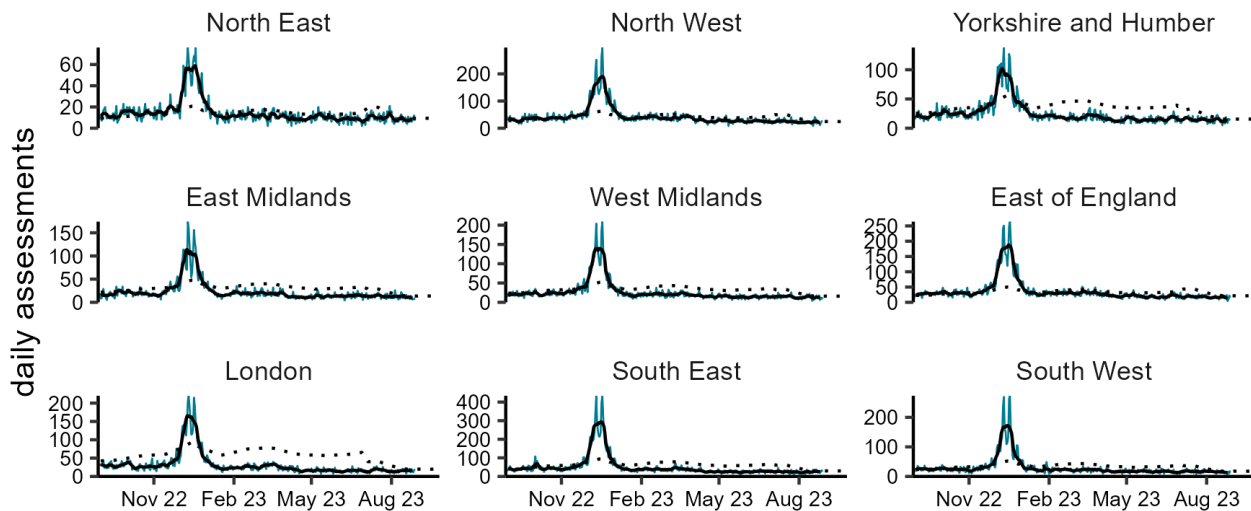 daily assessments
North East
60
40
20
0
North West
200
100
0
Yorkshire and Humber
100
50
0
East Midlands
150
100
50
0
West Midlands
200
150
100
50
0
East of England
250
200
150
100
50
0
London
200
150
100
50
0
Nov 22 Feb 23 May 23 Aug 23
South East
400
300
200
100
0
Nov 22 Feb 23 May 23 Aug 23
South West
200
100
0
Nov 22 Feb 23 May 23 Aug 23